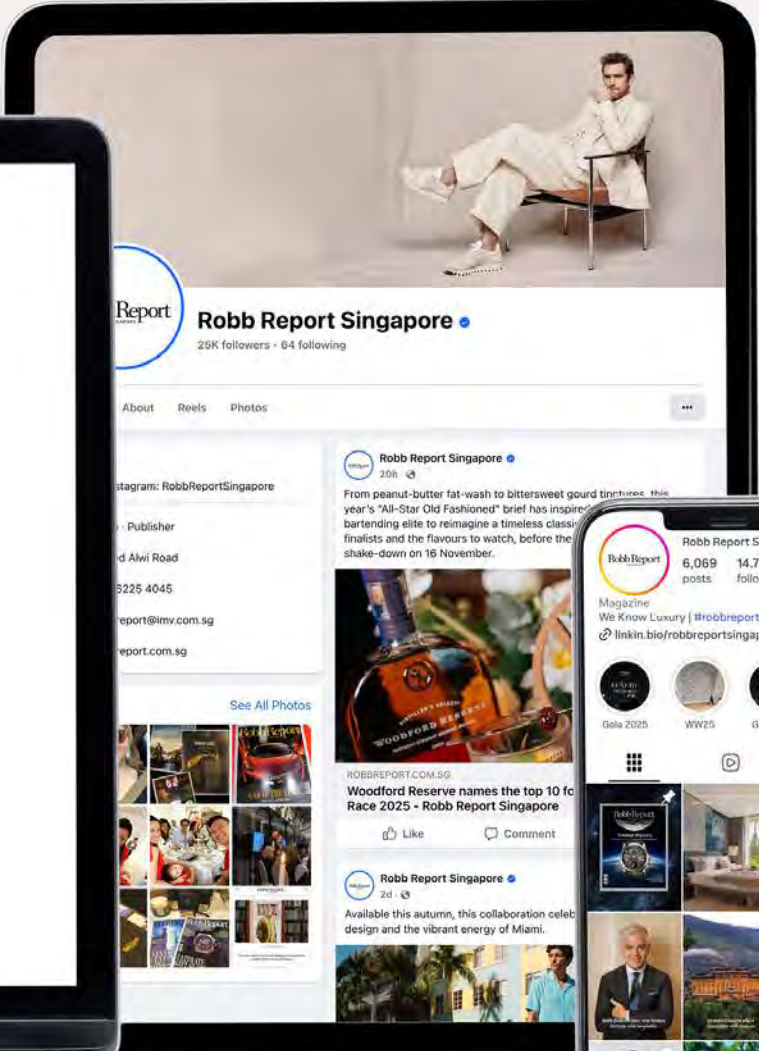 Report
Robb Report Singapore
25K followers · 64 following
About Reels Photos
stagram: RobbReportSingapore
· Publisher
d Alwi Road
6225 4045
report@imv.com.sg
report.com.sg
See All Photos
Robb Report Singapore
20h
From peanut-butter fat-wash to bittersweet gourd tinctures, this
year's "All-Star Old Fashioned" brief has inspired
bartending elite to reimagine a timeless classi
finalists and the flavours to watch, before the
shake-down on 16 November.
WOODFORD RESERVE
ROBBREPORT.COM.SG
Woodford Reserve names the top 10 fo
Race 2025 - Robb Report Singapore
Like Comment
Robb Report Singapore
2d
Available this autumn, this collaboration celeb
design and the vibrant energy of Miami.
Robb Report
Robb Report S
6,069 14.7
posts follo
Magazine
We Know Luxury | #robbreport
linkin.bio/robbreportsingap
Gala 2025 WW25 G
Robb Report